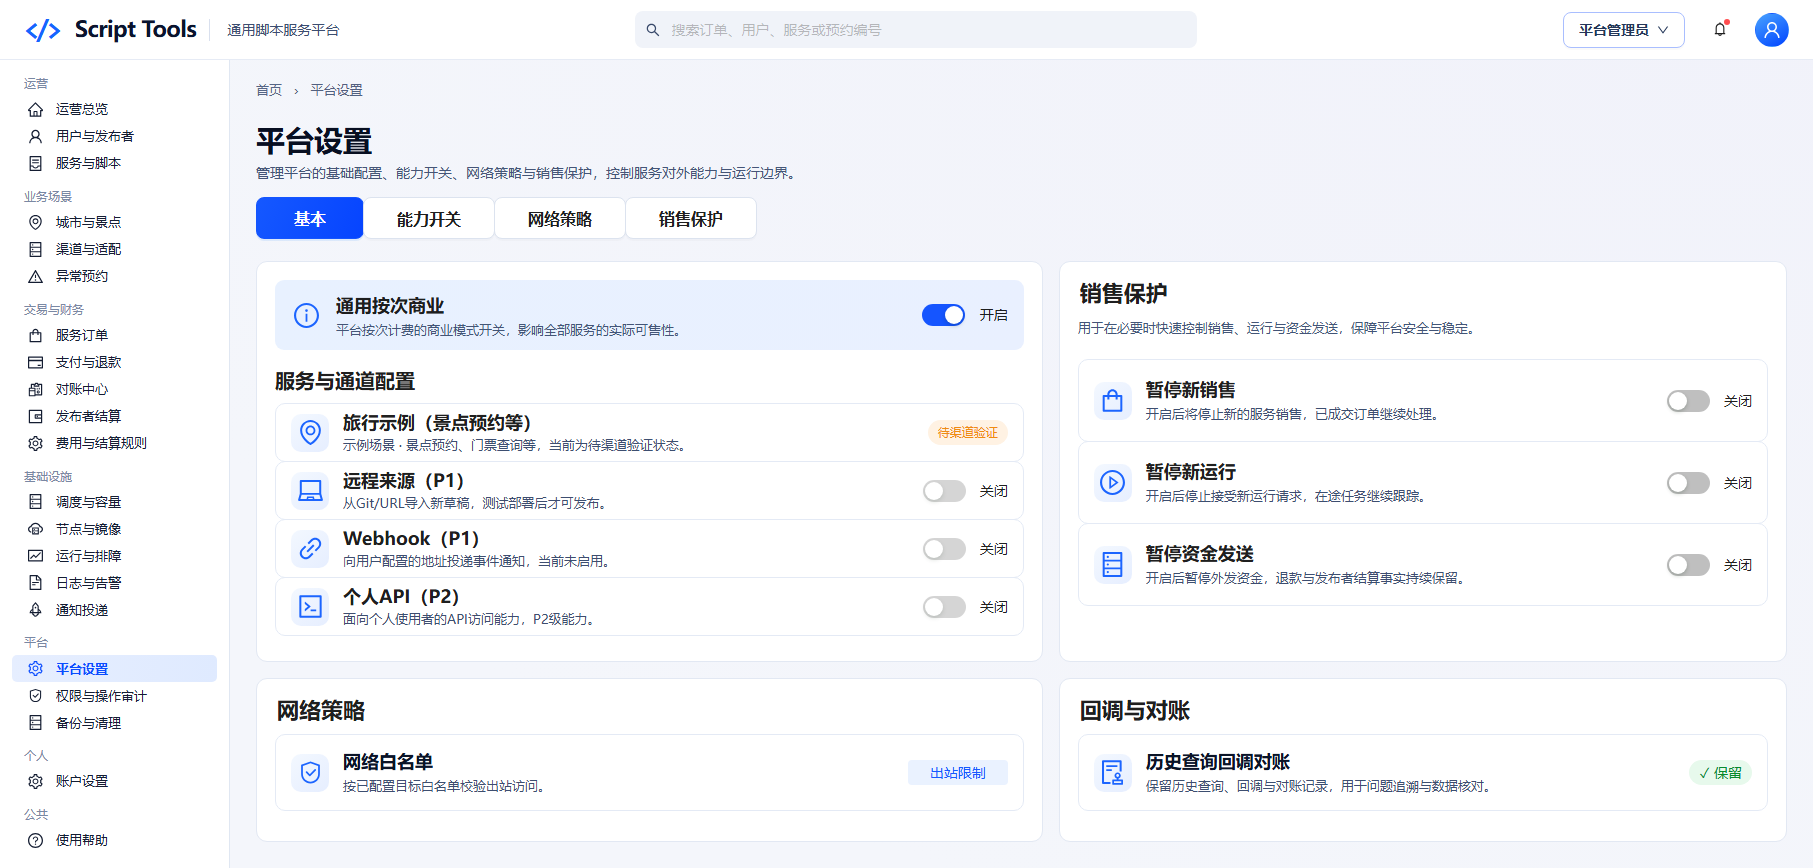 Script Tools
通用脚本服务平台
搜索订单、用户、服务或预约编号
平台管理员
运营
运营总览
用户与发布者
服务与脚本
业务场景
城市与景点
渠道与适配
异常预约
交易与财务
服务订单
支付与退款
对账中心
发布者结算
费用与结算规则
基础设施
调度与容量
节点与镜像
运行与排障
日志与告警
通知投递
平台
平台设置
权限与操作审计
备份与清理
个人
账户设置
公共
使用帮助
首页 › 平台设置
平台设置
管理平台的基础配置、能力开关、网络策略与销售保护，控制服务对外能力与运行边界。
基本
能力开关
网络策略
销售保护
通用按次商业
平台按次计费的商业模式开关，影响全部服务的实际可售性。
开启
服务与通道配置
旅行示例（景点预约等）
示例场景 · 景点预约、门票查询等，当前为待渠道验证状态。
待渠道验证
远程来源（P1）
从Git/URL导入新草稿，测试部署后才可发布。
关闭
Webhook（P1）
向用户配置的地址投递事件通知，当前未启用。
关闭
个人API（P2）
面向个人使用者的API访问能力，P2级能力。
关闭
销售保护
用于在必要时快速控制销售、运行与资金发送，保障平台安全与稳定。
暂停新销售
开启后将停止新的服务销售，已成交订单继续处理。
关闭
暂停新运行
开启后停止接受新运行请求，在途任务继续跟踪。
关闭
暂停资金发送
开启后暂停外发资金，退款与发布者结算事实持续保留。
关闭
网络策略
网络白名单
按已配置目标白名单校验出站访问。
出站限制
回调与对账
历史查询回调对账
保留历史查询、回调与对账记录，用于问题追溯与数据核对。
✓ 保留